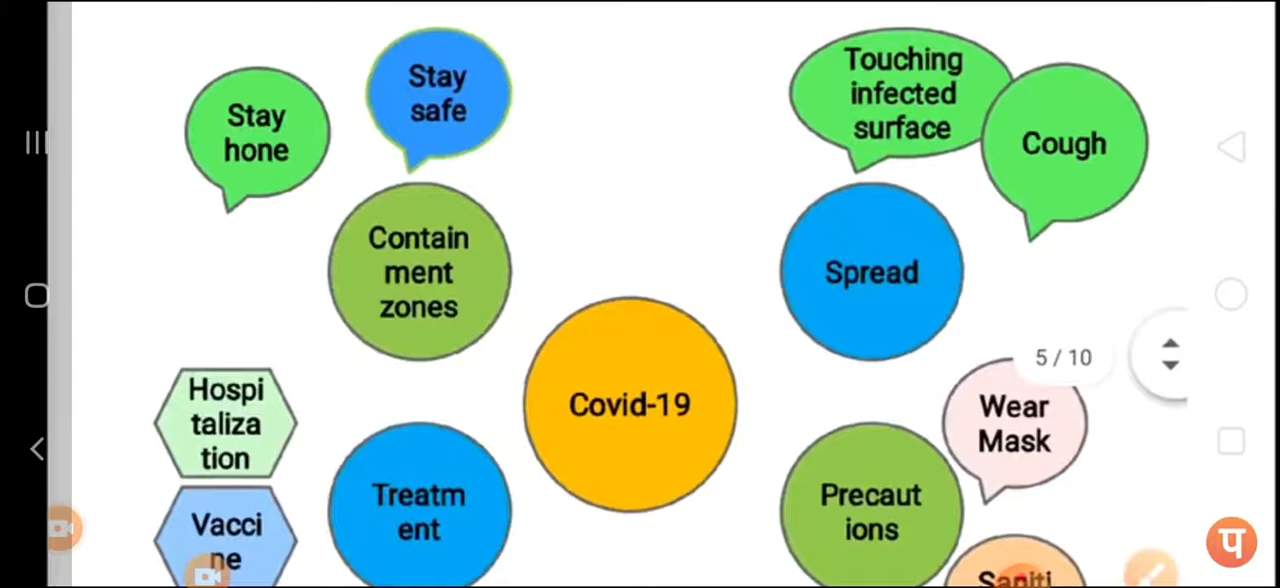 Stay
hone
Stay
safe
Touching
infected
surface
Cough
Contain
ment
zones
Spread
5 / 10
Covid-19
Hospi
taliza
tion
Wear
Mask
Treatm
ent
Precaut
ions
Vacci
ne
Saniti
प